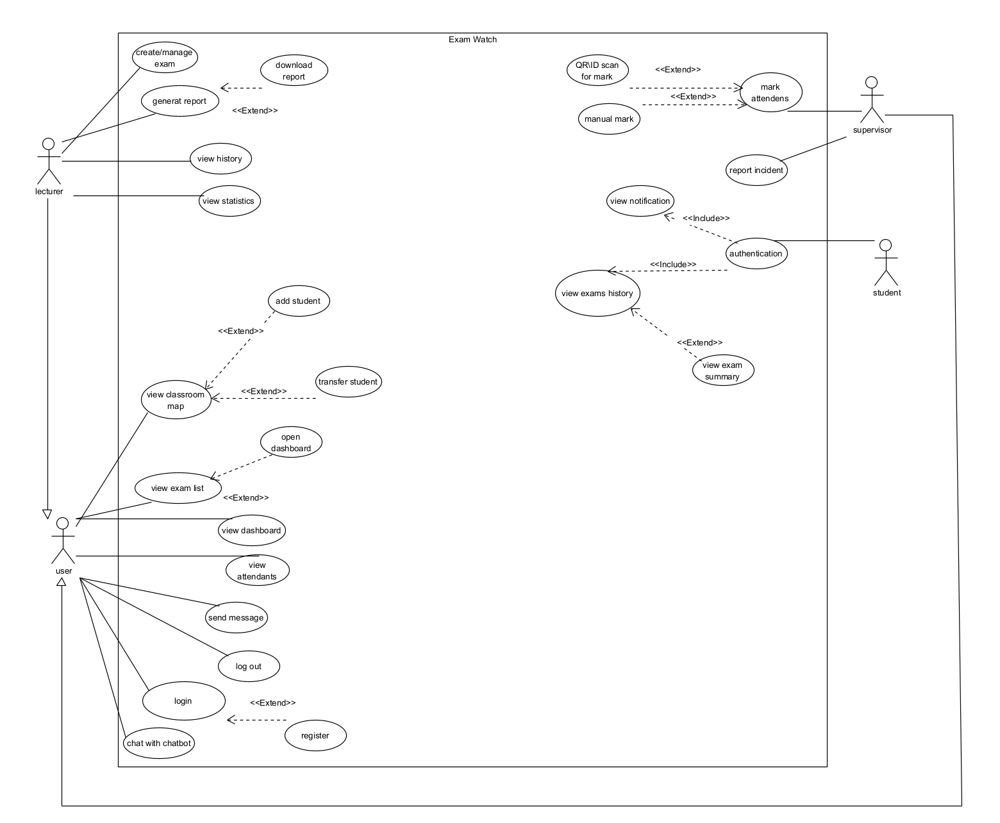 Exam Watch
create/manage
exam
download
report
generat report
<<Extend>>
view history
lecturer
view statistics
QR\ID scan
for mark
<<Extend>>
mark
attendens
<<Extend>>
manual mark
supervisor
report incident
view notification
<<Include>>
authentication
<<Include>>
student
view exams history
<<Extend>>
view exam
summary
add student
<<Extend>>
transfer student
<<Extend>>
view classroom
map
open
dashboard
view exam list
<<Extend>>
view dashboard
user
view
attendants
send message
log out
login
<<Extend>>
register
chat with chatbot